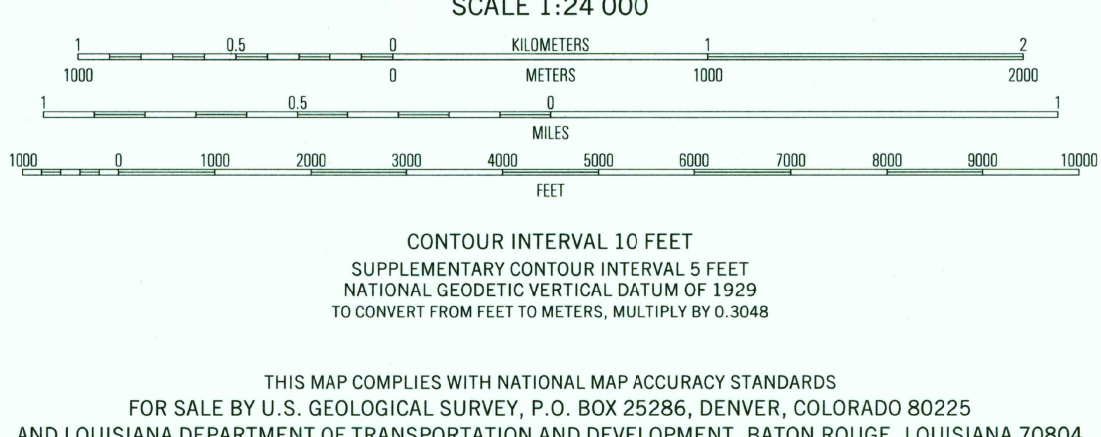 SCALE 1:24 000
1 0.5 0 KILOMETERS 1 2
1000 0 METERS 1000 2000
1 0.5 0 1
MILES
1000 0 1000 2000 3000 4000 5000 6000 7000 8000 9000 10000
FEET
CONTOUR INTERVAL 10 FEET
SUPPLEMENTARY CONTOUR INTERVAL 5 FEET
NATIONAL GEODETIC VERTICAL DATUM OF 1929
TO CONVERT FROM FEET TO METERS, MULTIPLY BY 0.3048
THIS MAP COMPLIES WITH NATIONAL MAP ACCURACY STANDARDS
FOR SALE BY U.S. GEOLOGICAL SURVEY, P.O. BOX 25286, DENVER, COLORADO 80225
AND LOUISIANA DEPARTMENT OF TRANSPORTATION AND DEVELOPMENT, BATON ROUGE, LOUISIANA 70804